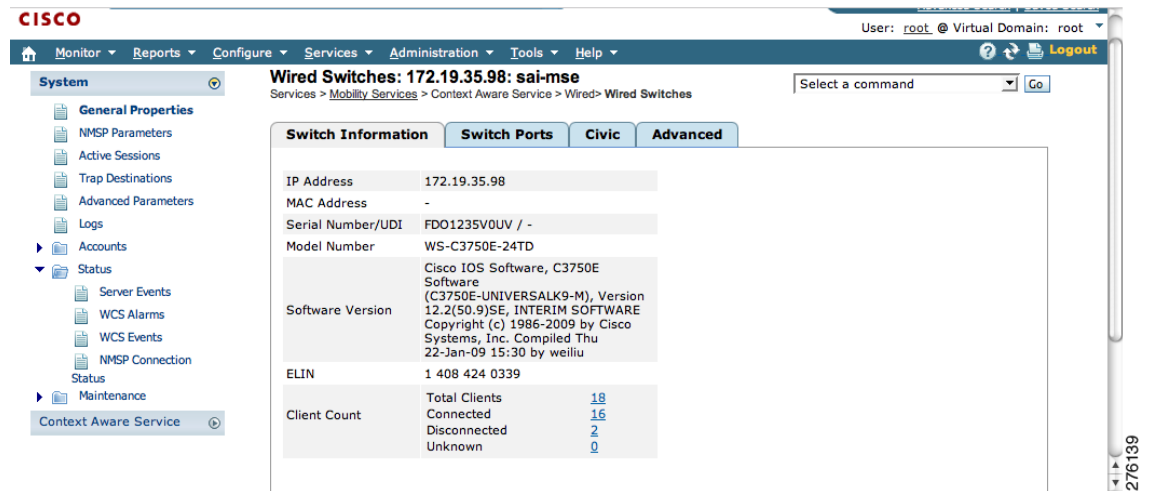 CISCO
User: root @ Virtual Domain: root
Monitor Reports Configure Services Administration Tools Help
Logout
System
General Properties
NMSP Parameters
Active Sessions
Trap Destinations
Advanced Parameters
Logs
Accounts
Status
Server Events
WCS Alarms
WCS Events
NMSP Connection
Status
Maintenance
Context Aware Service
Wired Switches: 172.19.35.98: sai-mse
Services > Mobility Services > Context Aware Service > Wired> Wired Switches
Select a command Go
Switch Information Switch Ports Civic Advanced
IP Address 172.19.35.98
MAC Address -
Serial Number/UDI FDO1235V0UV / -
Model Number WS-C3750E-24TD
Software Version
Cisco IOS Software, C3750E
Software
(C3750E-UNIVERSALK9-M), Version
12.2(50.9)SE, INTERIM SOFTWARE
Copyright (c) 1986-2009 by Cisco
Systems, Inc. Compiled Thu
22-Jan-09 15:30 by weiliu
ELIN 1 408 424 0339
Client Count
Total Clients 18
Connected 16
Disconnected 2
Unknown 0
276139